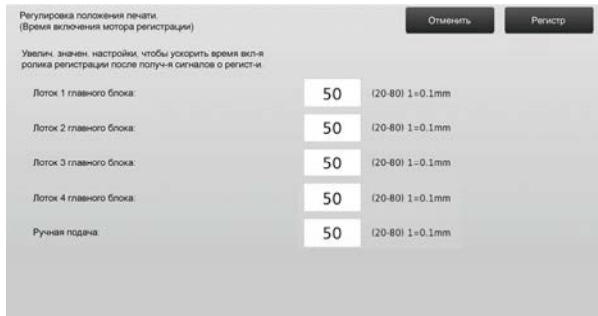 Регулировка положения печати.
(Время включения мотора регистрации)
Отменить
Регистр
Увелич. значен. настройки, чтобы ускорить время вкл-я
ролика регистрации после получ-я сигналов о регист-и.
Лоток 1 главного блока:
50
(20-80) 1=0.1mm
Лоток 2 главного блока:
50
(20-80) 1=0.1mm
Лоток 3 главного блока:
50
(20-80) 1=0.1mm
Лоток 4 главного блока:
50
(20-80) 1=0.1mm
Ручная подача:
50
(20-80) 1=0.1mm